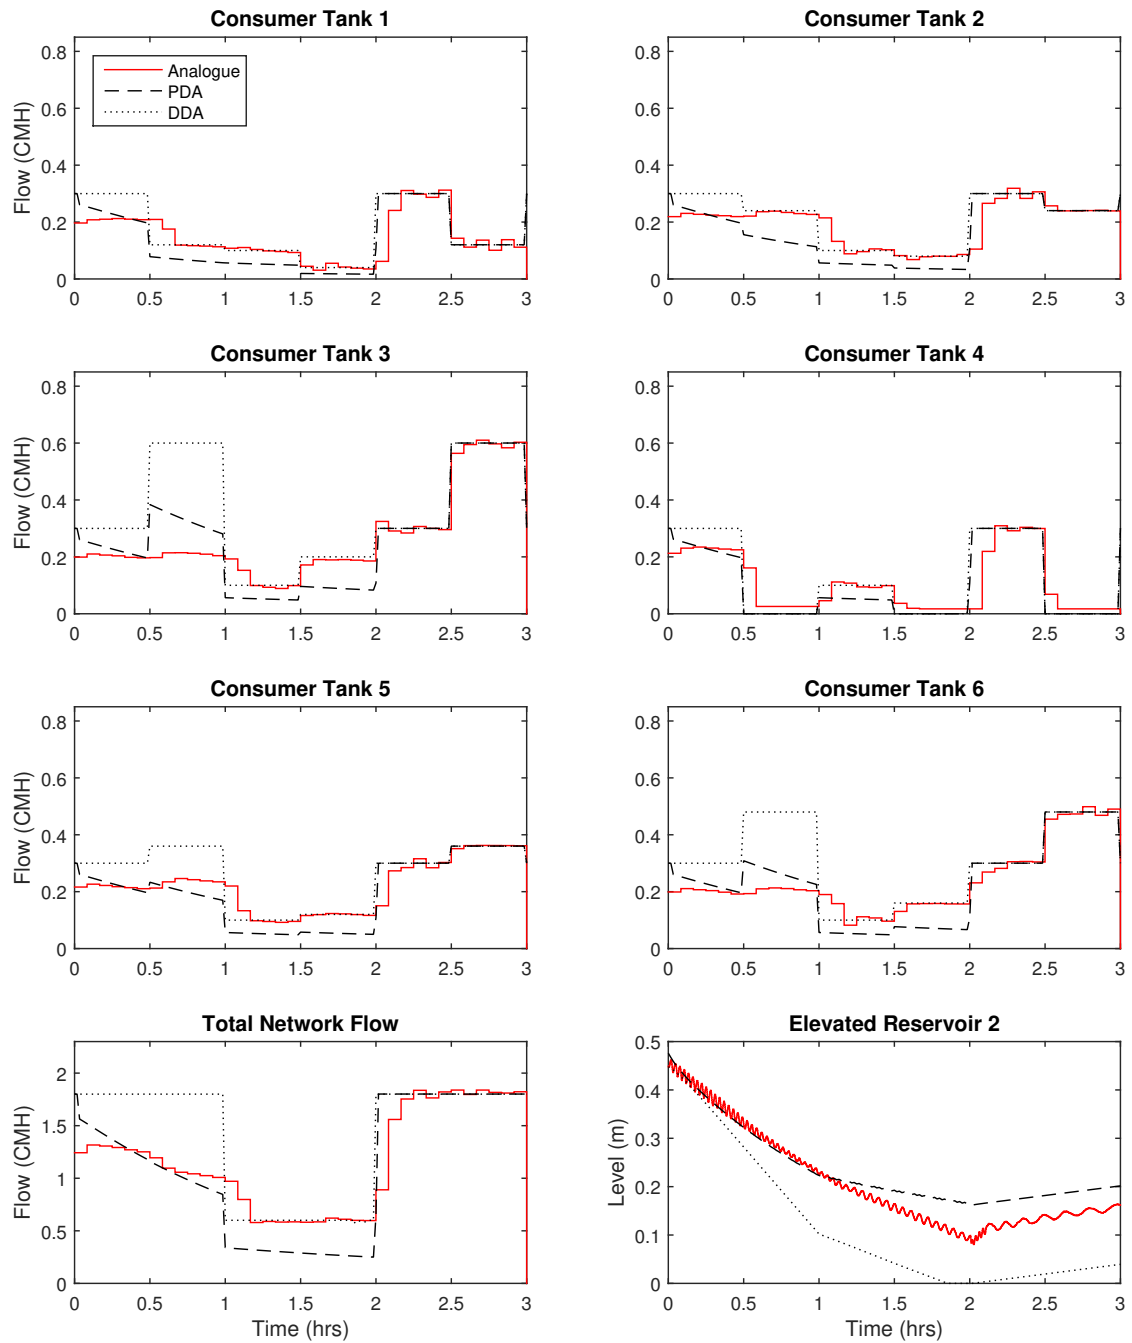 Consumer Tank 1
0.8
0.6
0.4
0.2
0
Flow (CMH)
Analogue
PDA
DDA
0 0.5 1 1.5 2 2.5 3
Consumer Tank 2
0.8
0.6
0.4
0.2
0
0 0.5 1 1.5 2 2.5 3
Consumer Tank 3
0.8
0.6
0.4
0.2
0
Flow (CMH)
0 0.5 1 1.5 2 2.5 3
Consumer Tank 4
0.8
0.6
0.4
0.2
0
0 0.5 1 1.5 2 2.5 3
Consumer Tank 5
0.8
0.6
0.4
0.2
0
Flow (CMH)
0 0.5 1 1.5 2 2.5 3
Consumer Tank 6
0.8
0.6
0.4
0.2
0
0 0.5 1 1.5 2 2.5 3
Total Network Flow
2
1.5
1
0.5
0
Flow (CMH)
0 0.5 1 1.5 2 2.5 3
Time (hrs)
Elevated Reservoir 2
0.5
0.4
0.3
0.2
0.1
0
Level (m)
0 0.5 1 1.5 2 2.5 3
Time (hrs)